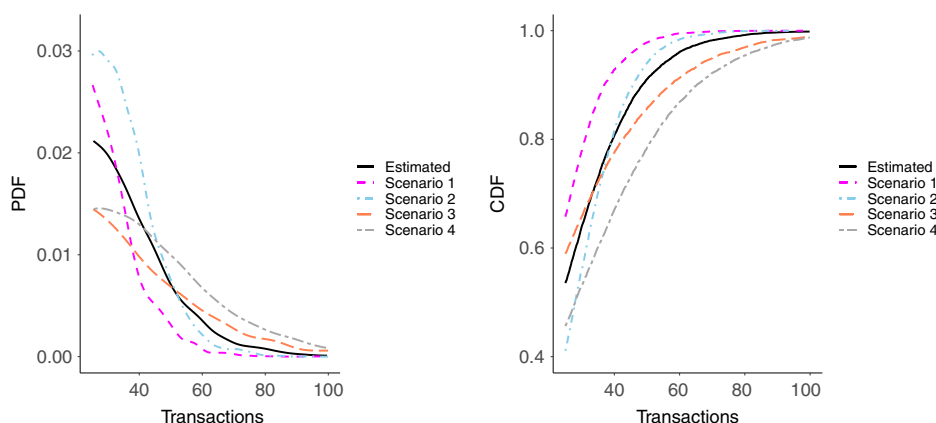 PDF
0.03
0.02
0.01
0.00
40 60 80 100
Transactions
Estimated
Scenario 1
Scenario 2
Scenario 3
Scenario 4
CDF
1.0
0.8
0.6
0.4
40 60 80 100
Transactions
Estimated
Scenario 1
Scenario 2
Scenario 3
Scenario 4